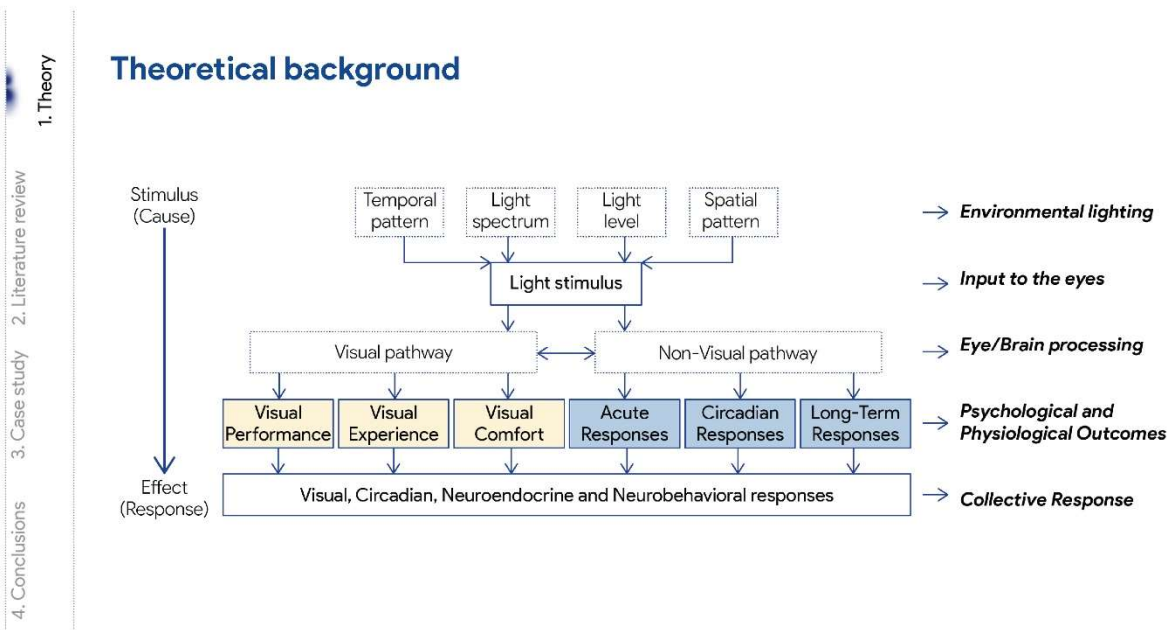 Theoretical background
1. Theory
2. Literature review
3. Case study
4. Conclusions
Stimulus
(Cause)
Effect
(Response)
Temporal
pattern
Light
spectrum
Light
level
Spatial
pattern
Environmental lighting
Light stimulus
Input to the eyes
Visual pathway
Non-Visual pathway
Eye/Brain processing
Visual
Performance
Visual
Experience
Visual
Comfort
Acute
Responses
Circadian
Responses
Long-Term
Responses
Psychological and
Physiological Outcomes
Visual, Circadian, Neuroendocrine and Neurobehavioral responses
Collective Response